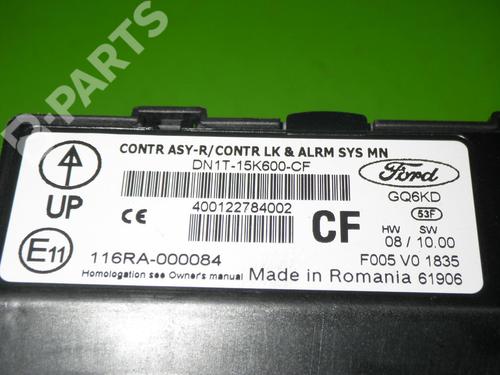 B-PARTS
CONTR ASY-R/CONTR LK & ALRM SYS MN
DN1T-15K600-CF
Ford
UP
GQ6KD
400122784002
53F
CE
CF
HW SW
08 / 10.00
E11
116RA-000084
F005 V0 1835
Homologation see Owner's manual
Made in Romania 61906